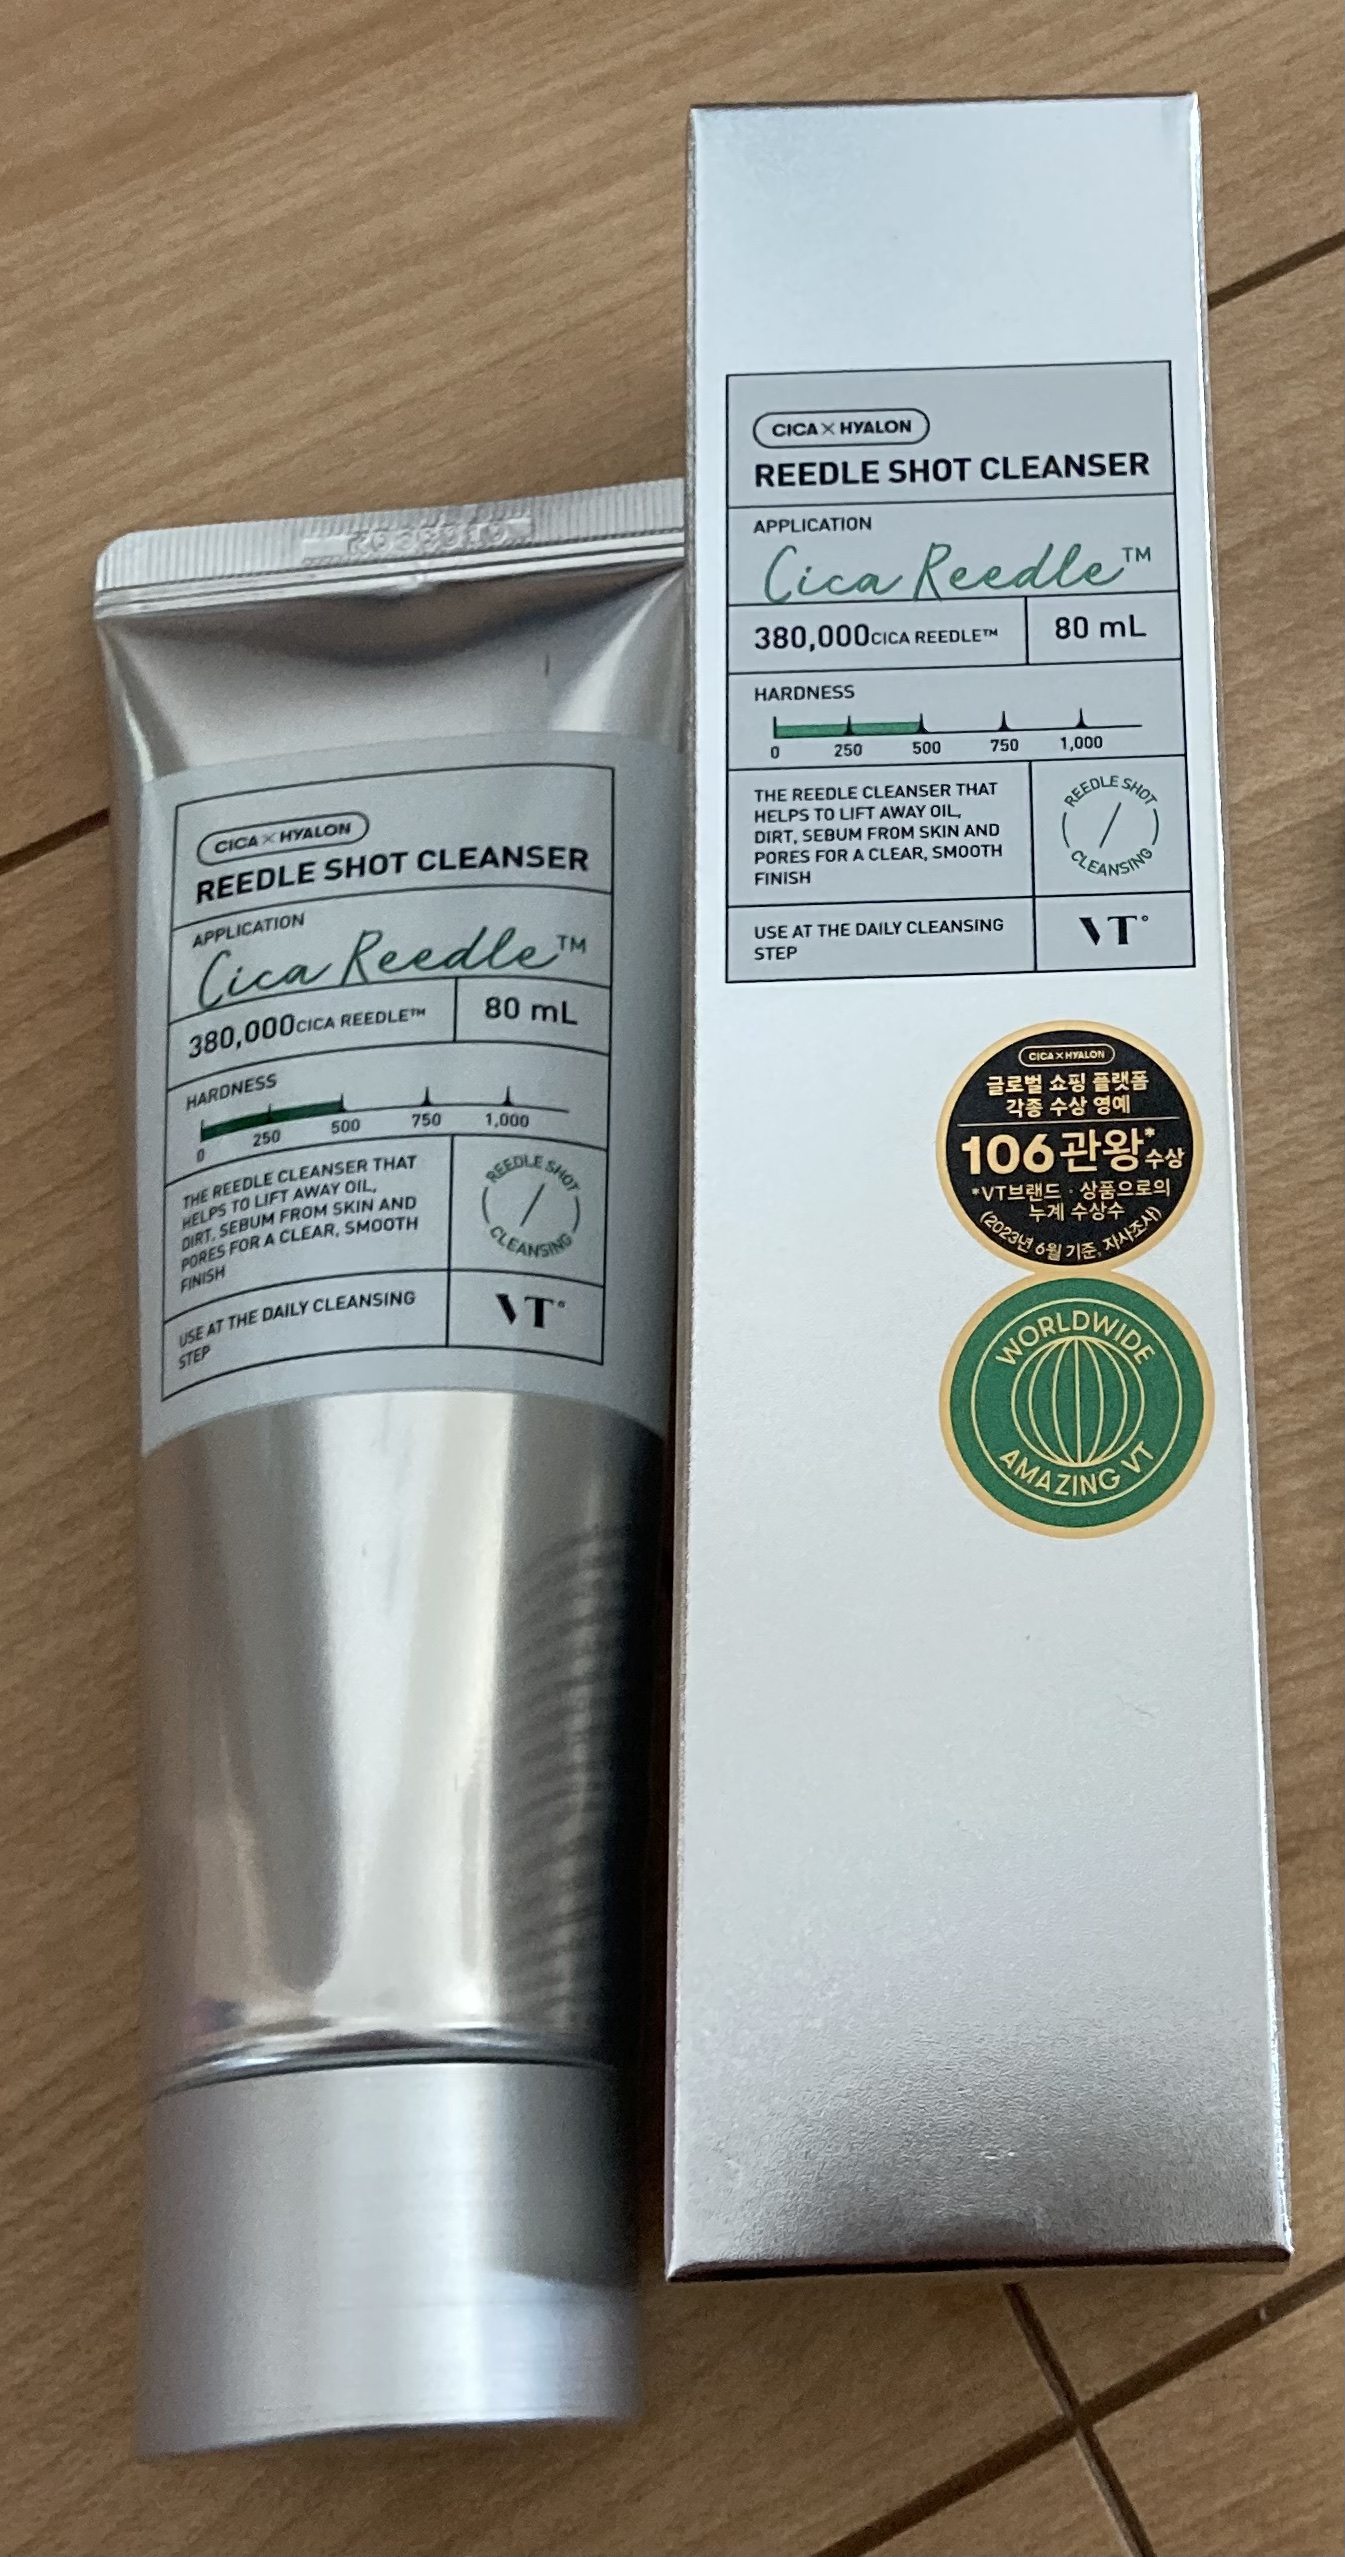 CICA×HYALON
REEDLE SHOT CLEANSER
APPLICATION
Cica Reedle™
380,000CICA REEDLE™
80 mL
HARDNESS
0 250 500 750 1,000
THE REEDLE CLEANSER THAT
HELPS TO LIFT AWAY OIL,
DIRT, SEBUM FROM SKIN AND
PORES FOR A CLEAR, SMOOTH
FINISH
REEDLE SHOT
CLEANSING
USE AT THE DAILY CLEANSING
STEP
VT°
CICA×HYALON
REEDLE SHOT CLEANSER
APPLICATION
Cica Reedle™
380,000CICA REEDLE™
80 mL
HARDNESS
0 250 500 750 1,000
THE REEDLE CLEANSER THAT
HELPS TO LIFT AWAY OIL,
DIRT, SEBUM FROM SKIN AND
PORES FOR A CLEAR, SMOOTH
FINISH
REEDLE SHOT
CLEANSING
USE AT THE DAILY CLEANSING
STEP
VT°
CICA×HYALON
글로벌 쇼핑 플랫폼
각종 수상 영예
106관왕*수상
*VT브랜드 · 상품으로의
누계 수상수
(2023년 6월 기준, 자사조사)
WORLDWIDE
AMAZING VT